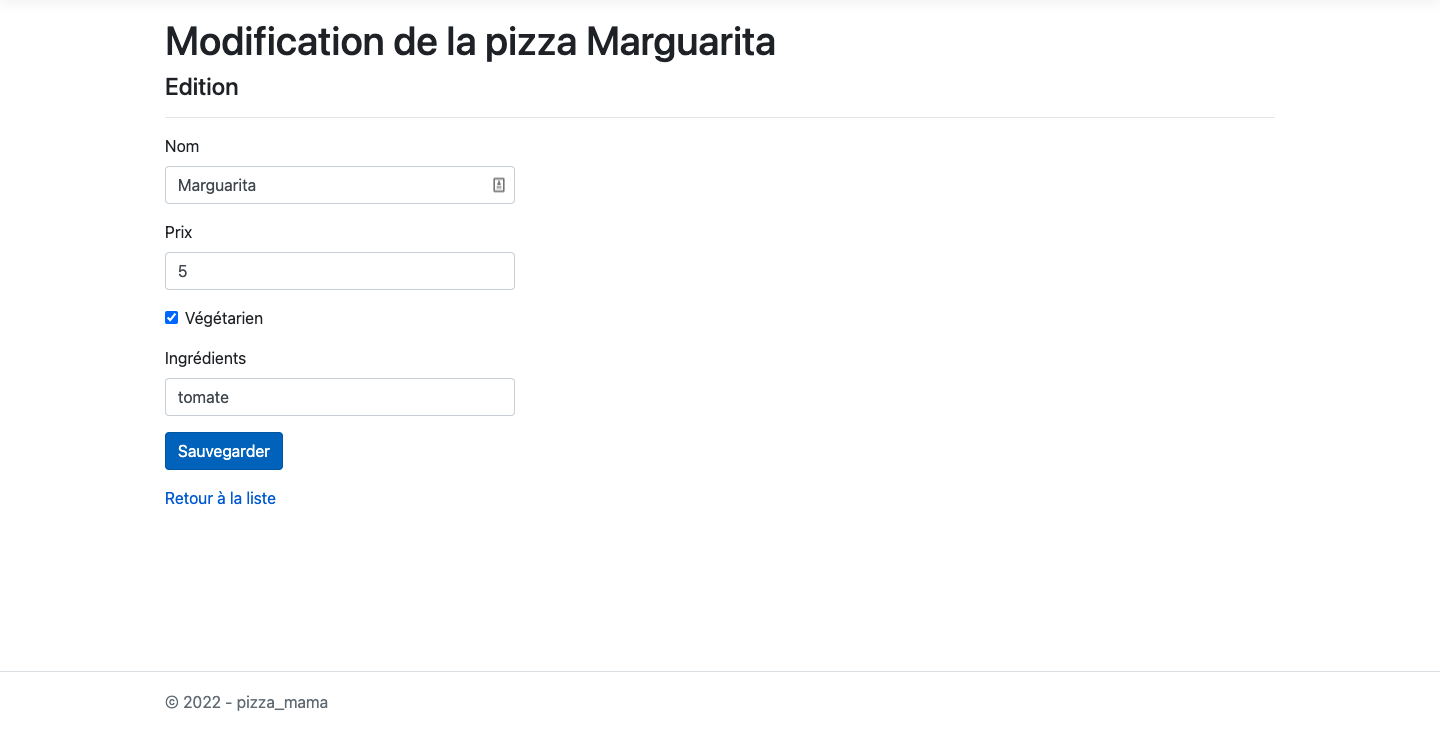 Modification de la pizza Marguarita
Edition
Nom
Marguarita
Prix
5
Végétarien
Ingrédients
tomate
Sauvegarder
Retour à la liste
© 2022 - pizza_mama